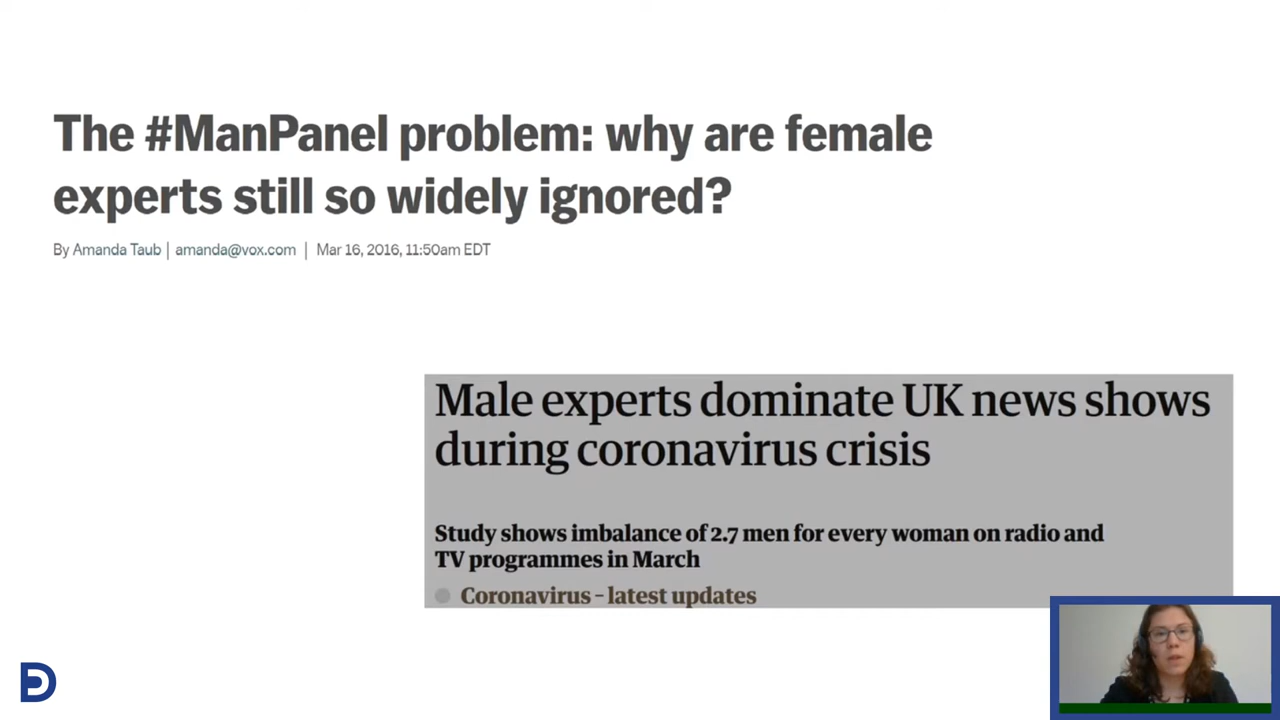 The #ManPanel problem: why are female
experts still so widely ignored?
By Amanda Taub | amanda@vox.com | Mar 16, 2016, 11:50am EDT
Male experts dominate UK news shows
during coronavirus crisis
Study shows imbalance of 2.7 men for every woman on radio and
TV programmes in March
Coronavirus – latest updates